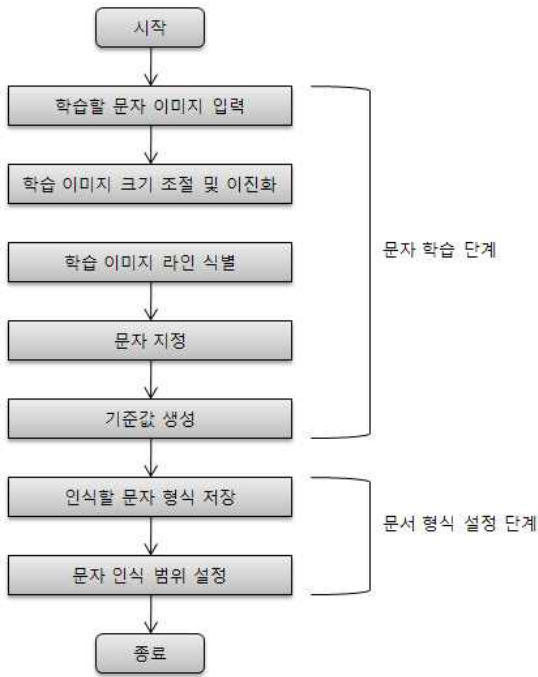 시작
학습할 문자 이미지 입력
학습 이미지 크기 조절 및 이진화
학습 이미지 라인 식별
문자 학습 단계
문자 지정
기준값 생성
인식할 문자 형식 저장
문서 형식 설정 단계
문자 인식 범위 설정
종료